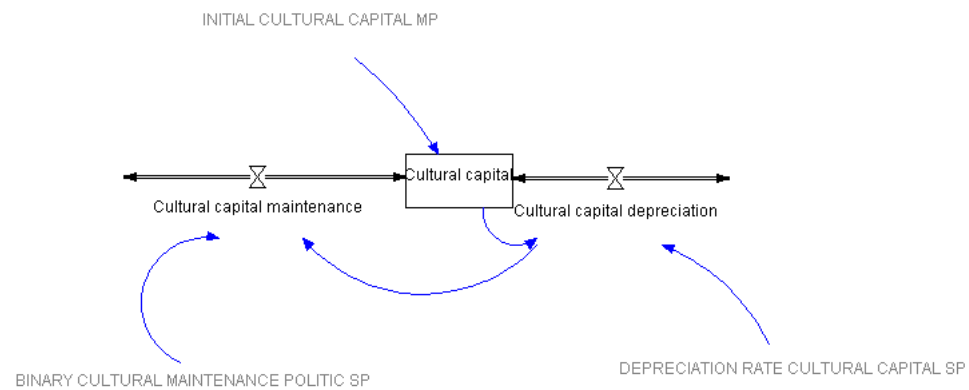 INITIAL CULTURAL CAPITAL MP
Cultural capital
Cultural capital maintenance
Cultural capital depreciation
BINARY CULTURAL MAINTENANCE POLITIC SP
DEPRECIATION RATE CULTURAL CAPITAL SP